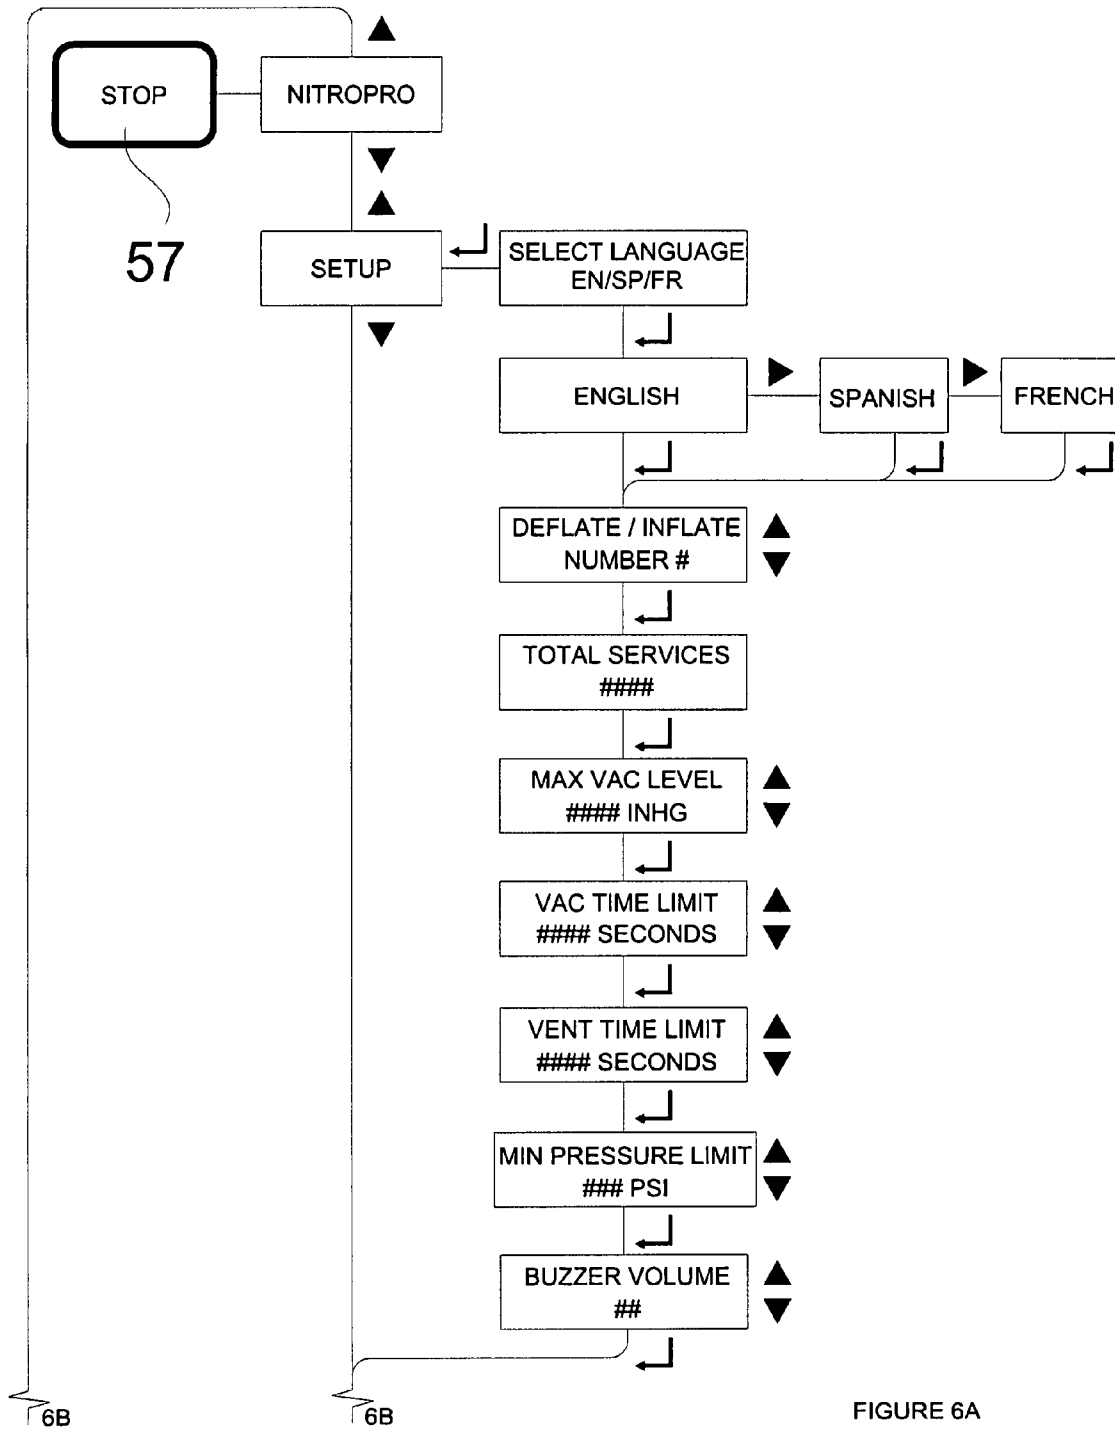 STOP
NITROPRO
57
SETUP
SELECT LANGUAGE
EN/SP/FR
ENGLISH
SPANISH
FRENCH
DEFLATE / INFLATE
NUMBER #
TOTAL SERVICES
####
MAX VAC LEVEL
#### INHG
VAC TIME LIMIT
#### SECONDS
VENT TIME LIMIT
#### SECONDS
MIN PRESSURE LIMIT
### PSI
BUZZER VOLUME
##
6B
6B
FIGURE 6A